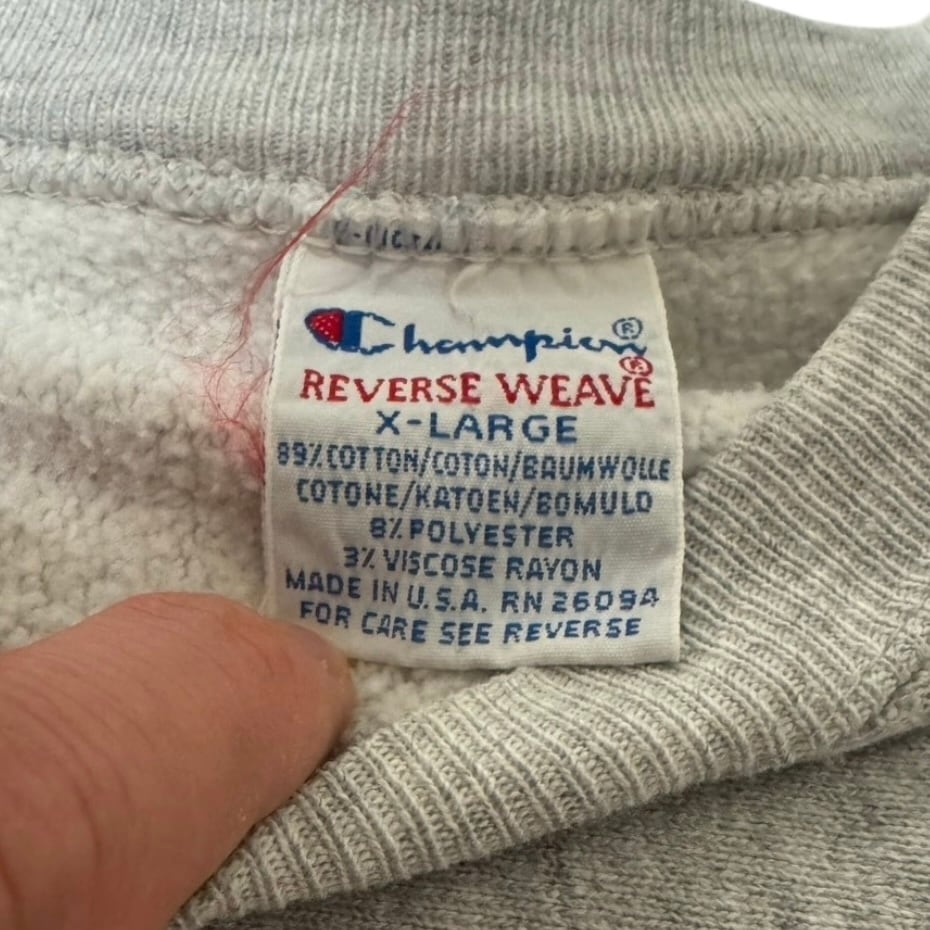 Champion®
REVERSE WEAVE®
X-LARGE
89% COTTON/COTON/BAUMWOLLE
COTONE/KATOEN/BOMULD
8% POLYESTER
3% VISCOSE RAYON
MADE IN U.S.A. RN 26094
FOR CARE SEE REVERSE